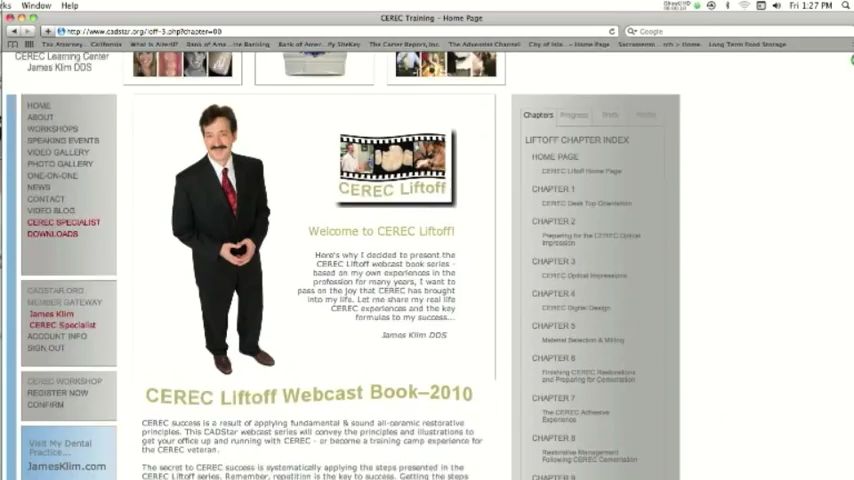 Window Help
Fri 1:27 PM
CEREC Training - Home Page
http://www.cadstar.org/loff-3.php?chapter=00
Google
Long Term Food Storage
CEREC Learning Center
James Klim DDS
HOME
ABOUT
WORKSHOPS
SPEAKING EVENTS
VIDEO GALLERY
PHOTO GALLERY
ONE-ON-ONE
NEWS
CONTACT
VIDEO BLOG
CEREC SPECIALIST
DOWNLOADS
CADSTAR.ORG
MEMBER GATEWAY
James Klim
CEREC Specialist
ACCOUNT INFO
SIGN OUT
CEREC WORKSHOP
REGISTER NOW
CONFIRM
Visit My Dental
Practice...
JamesKlim.com
CEREC Liftoff
Welcome to CEREC Liftoff!
Here's why I decided to present the
CEREC Liftoff webcast book series -
based on my own experiences in the
profession for many years, I want to
pass on the joy that CEREC has brought
into my life. Let me share my real life
CEREC experiences and the key
formulas to my success...
James Klim DDS
CEREC Liftoff Webcast Book–2010
CEREC success is a result of applying fundamental & sound all-ceramic restorative
principles. This CADStar webcast series will convey the principles and illustrations to
get your office up and running with CEREC - or become a training camp experience for
the CEREC veteran.
The secret to CEREC success is systematically applying the steps presented in the
CEREC Liftoff series. Remember, repetition is the key to success. Getting the steps
Chapters
Progress
LIFTOFF CHAPTER INDEX
HOME PAGE
CEREC Liftoff Home Page
CHAPTER 1
CEREC Desk Top Orientation
CHAPTER 2
Preparing for the CEREC Optical
Impression
CHAPTER 3
CEREC Optical Impressions
CHAPTER 4
CEREC Digital Design
CHAPTER 5
Material Selection & Milling
CHAPTER 6
Finishing CEREC Restorations
and Preparing for Cementation
CHAPTER 7
The CEREC Adhesive
Experience
CHAPTER 8
Restorative Management
Following CEREC Cementation
CHAPTER 9